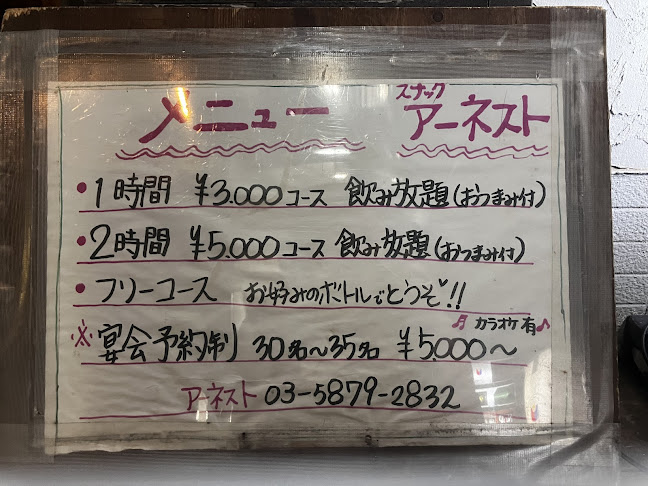 メニュー
スナック
アーネスト
•1時間 ¥3.000コース 飲み放題(おつまみ付)
•2時間 ¥5.000コース 飲み放題(おつまみ付)
•フリーコース お好みのボトルでどうぞ♥!!
♬カラオケ有♪
※宴会予約制 30名〜35名 ¥5000〜
アーネスト 03-5879-2832